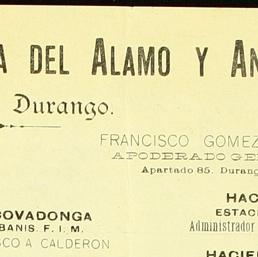 A DEL ALAMO Y AN
Durango.
FRANCISCO GOMEZ
APODERADO GE
Apartado 85. Durang
HAC
COVADONGA
ESTAC
BANIS. F. I. M.
Administrador
SCO A CALDERON
HACIE